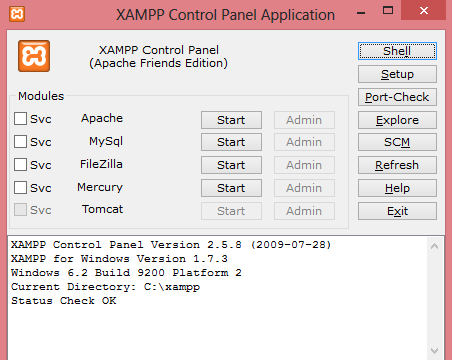 XAMPP Control Panel Application
XAMPP Control Panel
(Apache Friends Edition)
Shell
Setup
Port-Check
Explore
SCM
Refresh
Help
Exit
Modules
Svc Apache Start Admin
Svc MySql Start Admin
Svc FileZilla Start Admin
Svc Mercury Start Admin
Svc Tomcat Start Admin
XAMPP Control Panel Version 2.5.8 (2009-07-28)
XAMPP for Windows Version 1.7.3
Windows 6.2 Build 9200 Platform 2
Current Directory: C:\xampp
Status Check OK